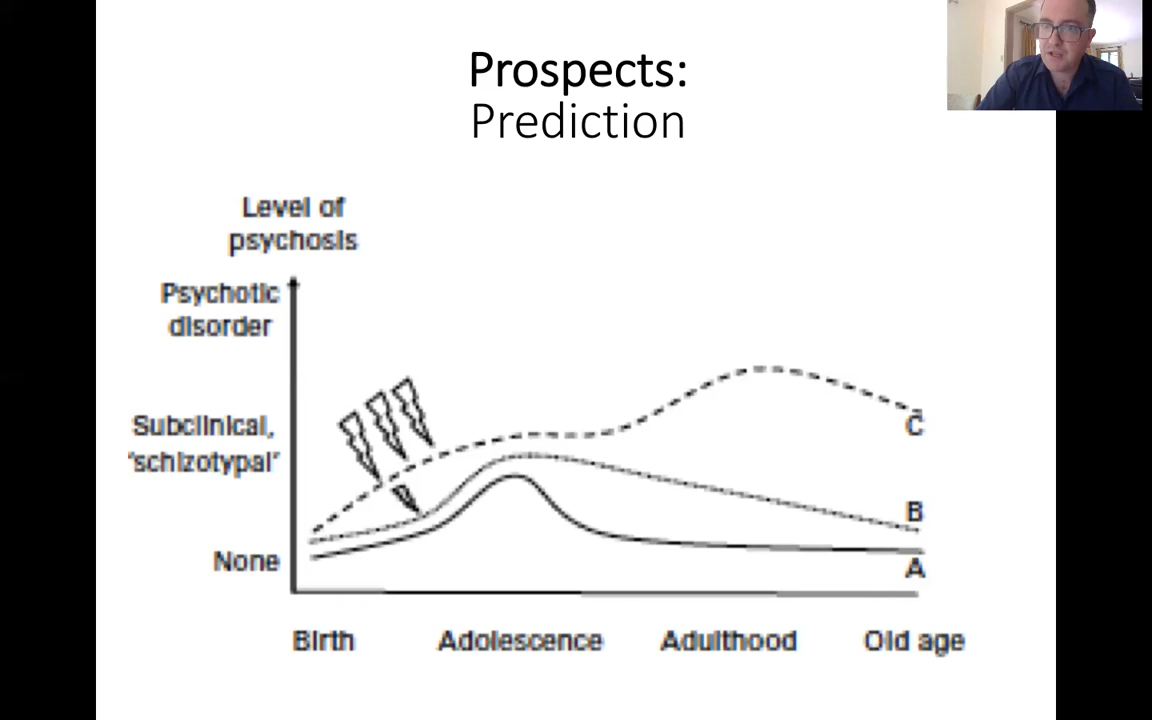 Prospects:
Prediction
Level of
psychosis
Psychotic
disorder
Subclinical,
'schizotypal'
None
C
B
A
Birth Adolescence Adulthood Old age